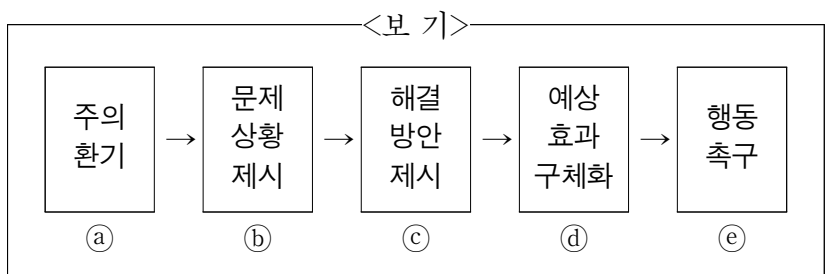 <보 기>
주의
환기
→
문제
상황
제시
→
해결
방안
제시
→
예상
효과
구체화
→
행동
촉구
ⓐ
ⓑ
ⓒ
ⓓ
ⓔ